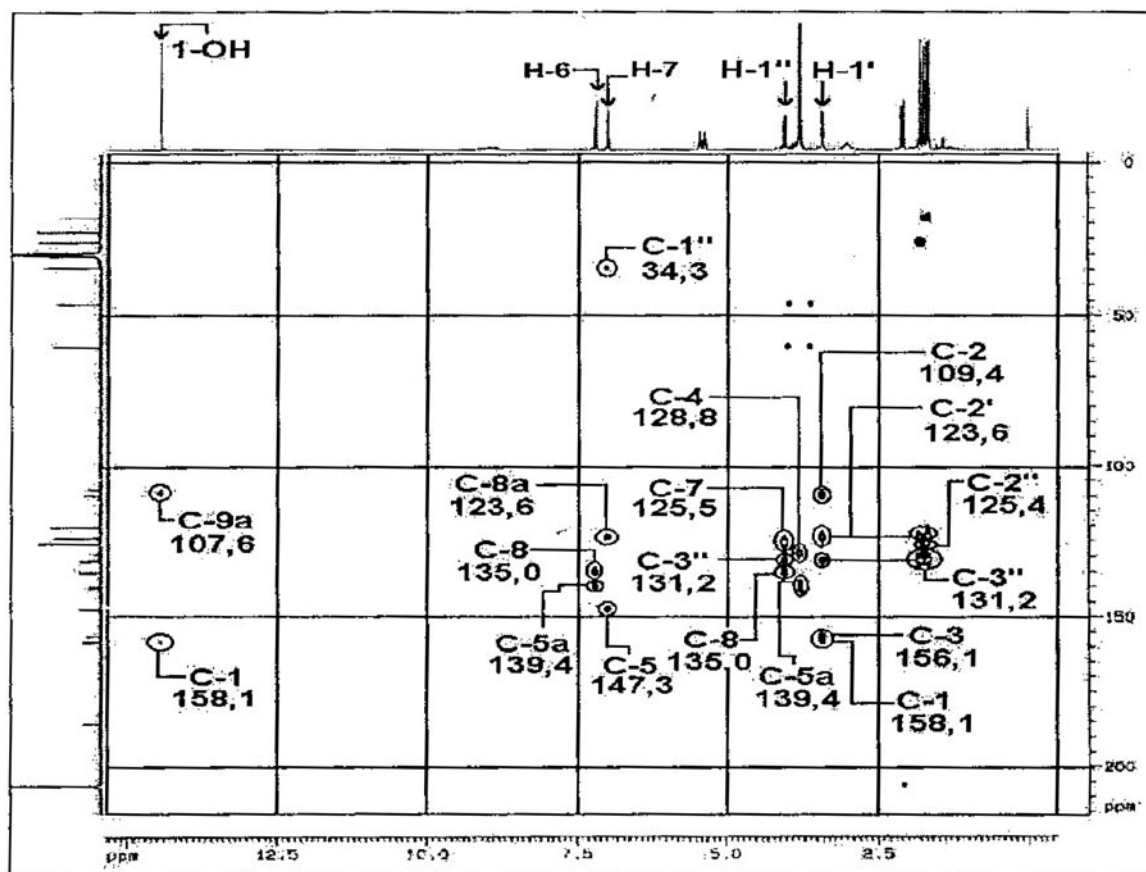 1-OH
H-6
H-7
H-1"
H-1'
0
C-1"
34,3
50
C-2
109,4
C-4
128,8
C-2'
123,6
100
C-8a
123,6
C-7
125,5
C-2"
125,4
C-9a
107,6
C-8
135,0
C-3"
131,2
C-3"
131,2
150
C-5a
139,4
C-5
147,3
C-8
135,0
C-5a
139,4
C-3
156,1
C-1
158,1
C-1
158,1
200
ppm
ppm
12.5
10.0
7.5
5.0
2.5